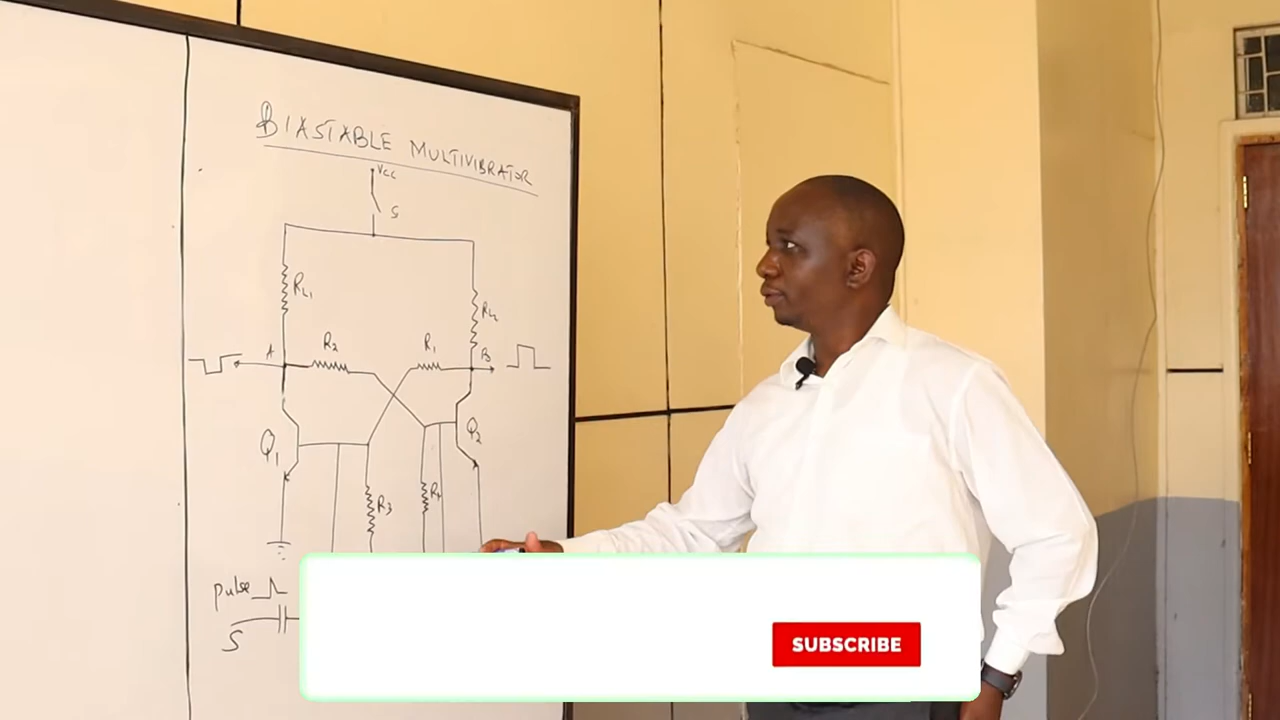 BIASTABLE MULTIVIBRATOR
VCC
S
RL1
RL2
A R2 R1 B
Q1 Q2
R3 R4
pulse
S
SUBSCRIBE